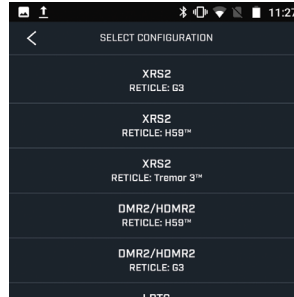 11:27
SELECT CONFIGURATION
XRS2
RETICLE: G3
XRS2
RETICLE: H59™
XRS2
RETICLE: Tremor 3™
DMR2/HDMR2
RETICLE: H59™
DMR2/HDMR2
RETICLE: G3